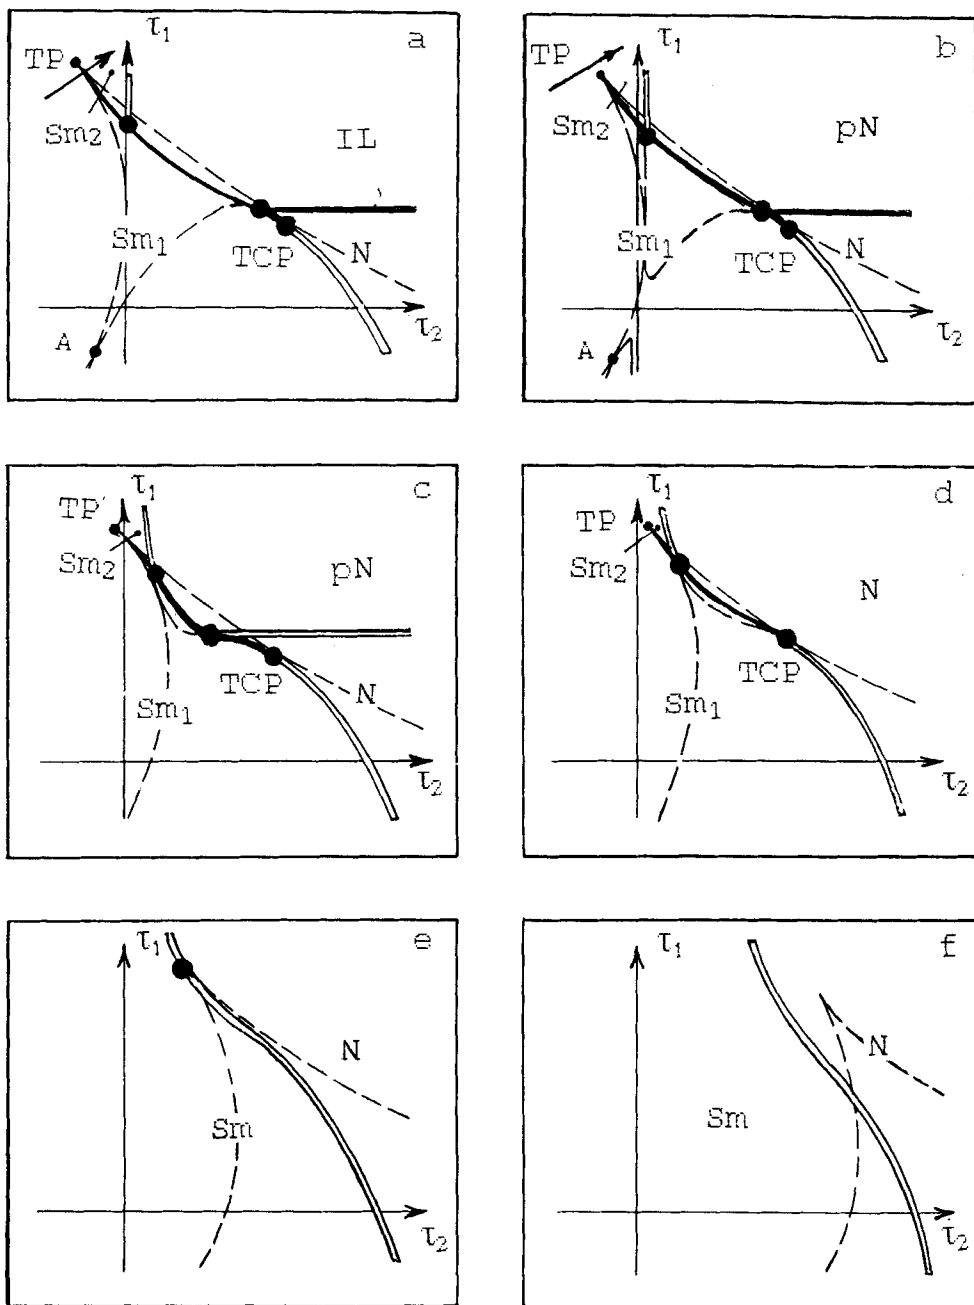 a
τ₁
TP
Sm₂
IL
Sm₁
TCP
N
A
τ₂
b
τ₁
TP
Sm₂
pN
Sm₁
TCP
N
A
τ₂
c
τ₁
TP
Sm₂
pN
TCP
N
Sm₁
τ₂
d
τ₁
TP
Sm₂
N
TCP
Sm₁
τ₂
e
τ₁
N
Sm
τ₂
f
τ₁
N
Sm
τ₂